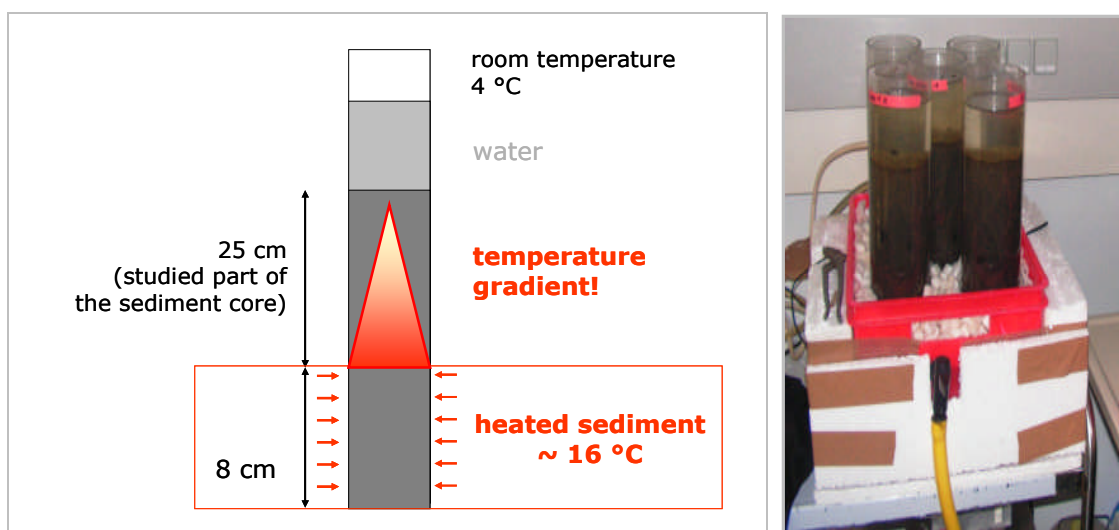 room temperature
4 °C
water
25 cm
(studied part of
the sediment core)
temperature
gradient!
heated sediment
~ 16 °C
8 cm